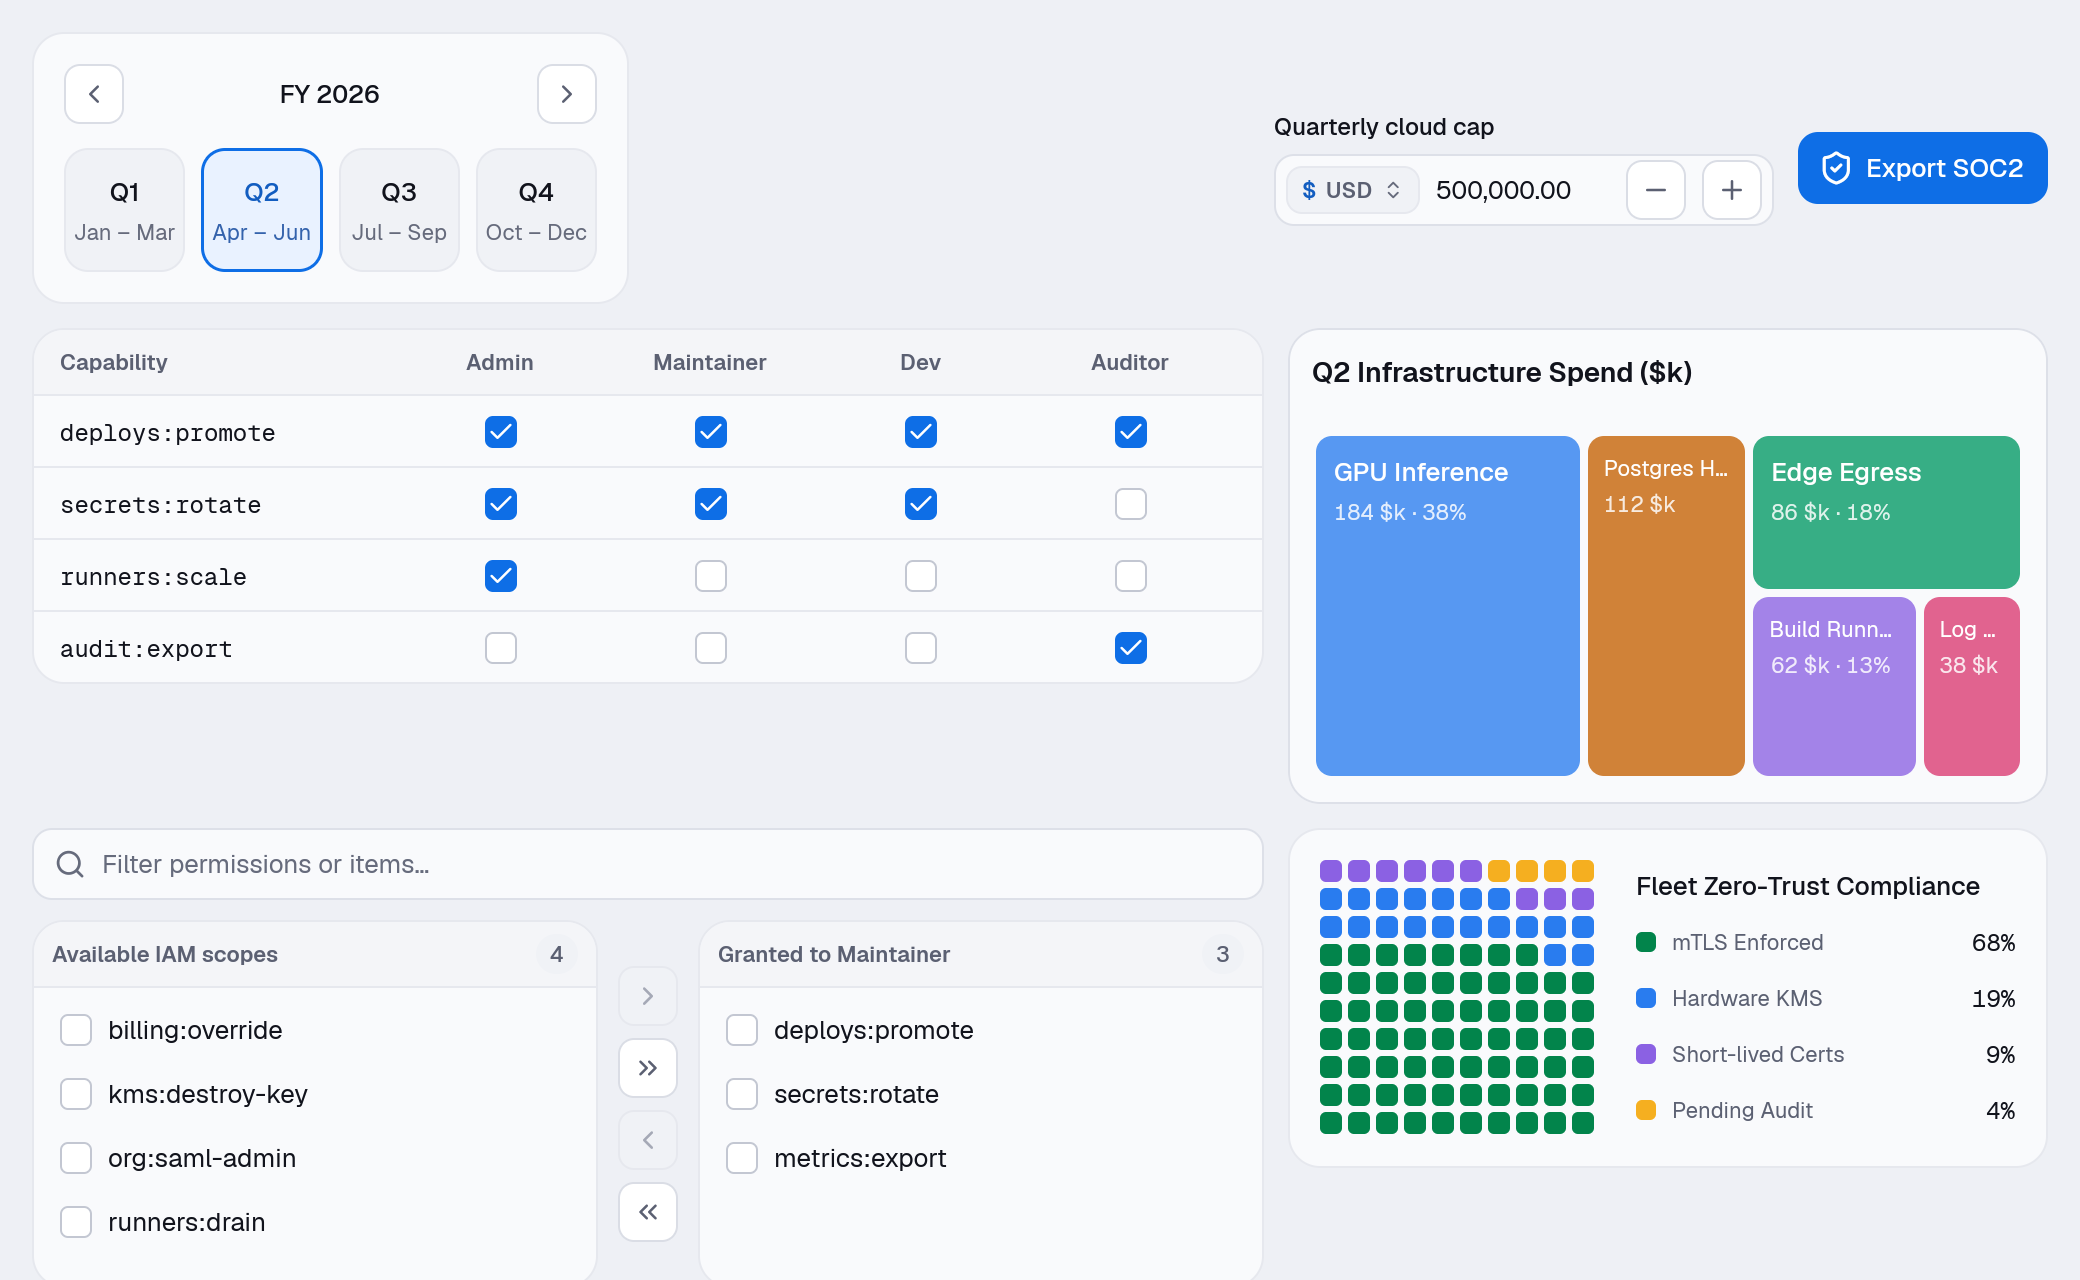 FY 2026
Q1
Jan – Mar
Q2
Apr – Jun
Q3
Jul – Sep
Q4
Oct – Dec
Quarterly cloud cap
$ USD 500,000.00
Export SOC2
Capability Admin Maintainer Dev Auditor
deploys:promote
secrets:rotate
runners:scale
audit:export
Q2 Infrastructure Spend ($k)
GPU Inference
184 $k · 38%
Postgres H…
112 $k
Edge Egress
86 $k · 18%
Build Runn…
62 $k · 13%
Log …
38 $k
Filter permissions or items…
Available IAM scopes 4
billing:override
kms:destroy-key
org:saml-admin
runners:drain
Granted to Maintainer 3
deploys:promote
secrets:rotate
metrics:export
Fleet Zero-Trust Compliance
mTLS Enforced 68%
Hardware KMS 19%
Short-lived Certs 9%
Pending Audit 4%